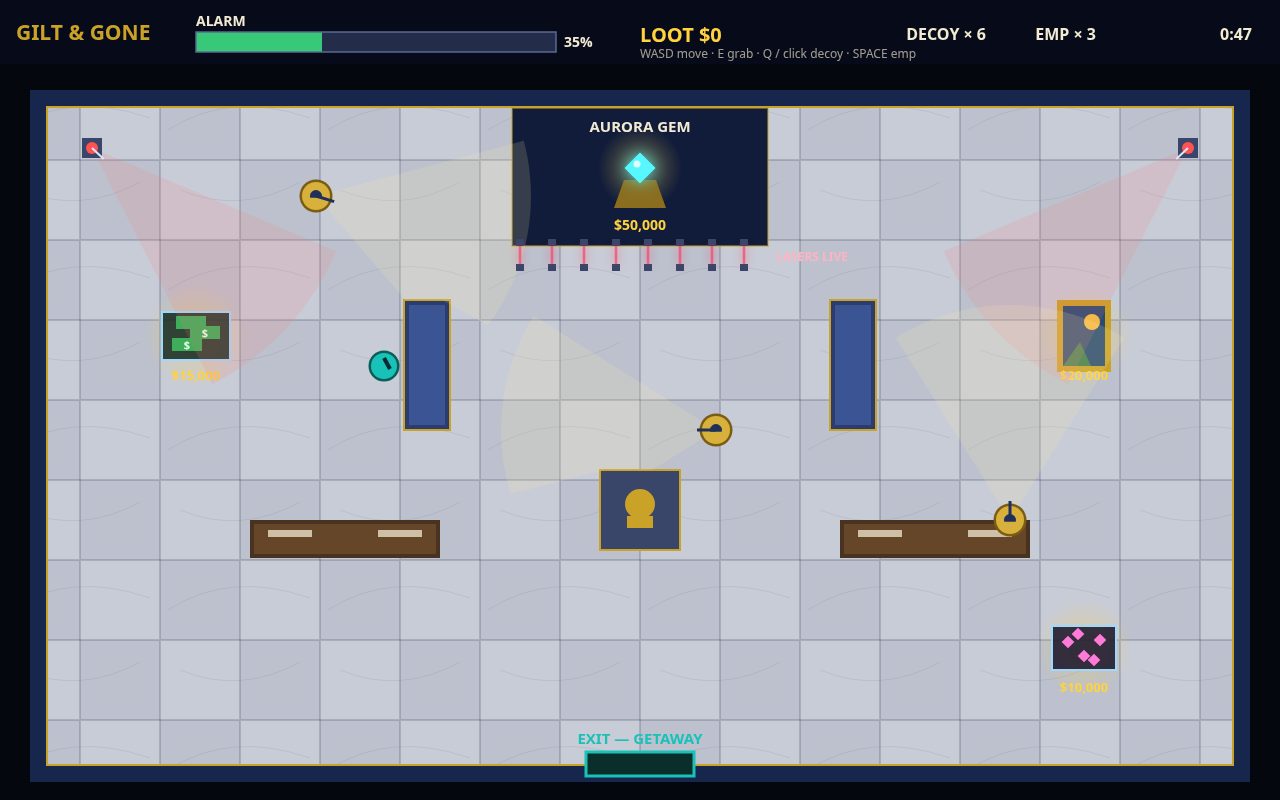 GILT & GONE
ALARM
35%
LOOT $0
WASD move · E grab · Q / click decoy · SPACE emp
DECOY × 6
EMP × 3
0:47
AURORA GEM
$50,000
LASERS LIVE
$
$
$20,000
$10,000
EXIT — GETAWAY